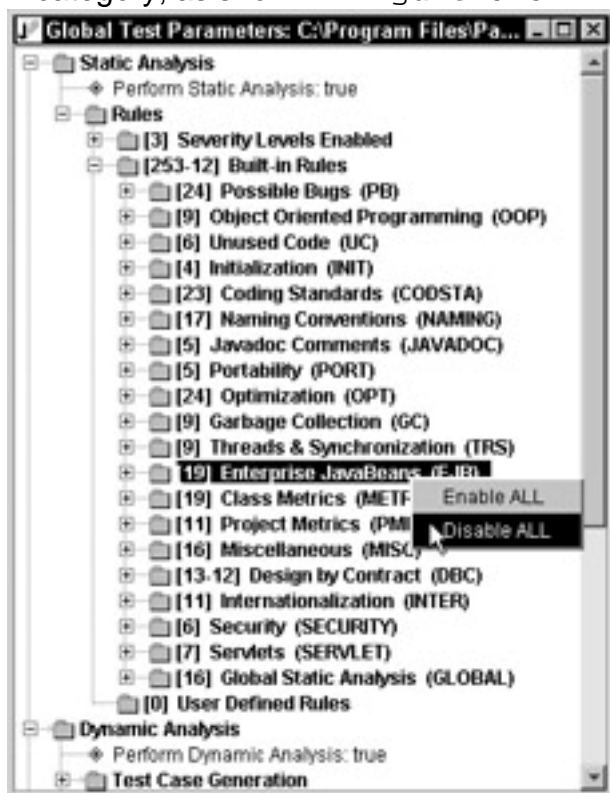 Global Test Parameters: C:\Program Files\Pa...
Static Analysis
Perform Static Analysis: true
Rules
[3] Severity Levels Enabled
[253-12] Built-in Rules
[24] Possible Bugs (PB)
[9] Object Oriented Programming (OOP)
[6] Unused Code (UC)
[4] Initialization (INIT)
[23] Coding Standards (CODSTA)
[17] Naming Conventions (NAMING)
[5] Javadoc Comments (JAVADOC)
[5] Portability (PORT)
[24] Optimization (OPT)
[9] Garbage Collection (GC)
[9] Threads & Synchronization (TRS)
[19] Enterprise JavaBeans (EJB)
Enable ALL
[19] Class Metrics (METR
[11] Project Metrics (PM
Disable ALL
[16] Miscellaneous (MISC)
[13-12] Design by Contract (DBC)
[11] Internationalization (INTER)
[6] Security (SECURITY)
[7] Servlets (SERVLET)
[16] Global Static Analysis (GLOBAL)
[0] User Defined Rules
Dynamic Analysis
Perform Dynamic Analysis: true
Test Case Generation